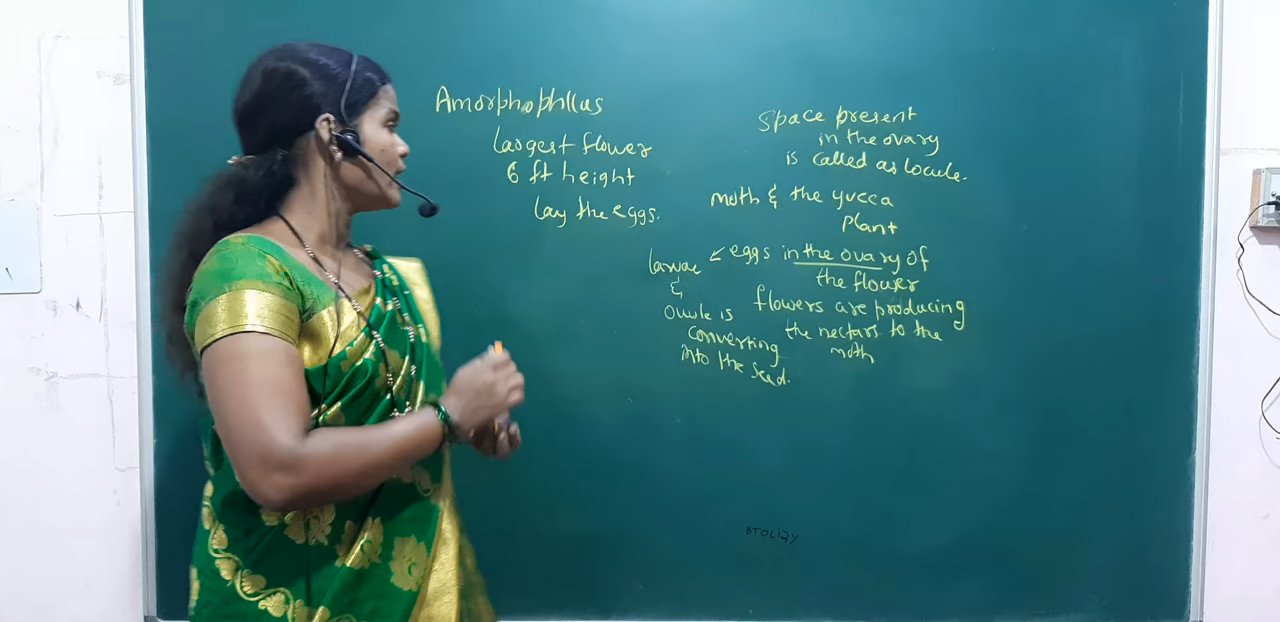 Amorphophllus
largest flower
6 ft height
lay the eggs.
Space present
in the ovary
is called as locule.
moth & the yucca
plant
larvae ↙ eggs in the ovary of
the flower
&
ovule is
converting
into the seed.
flowers are producing
the nectars to the
moth